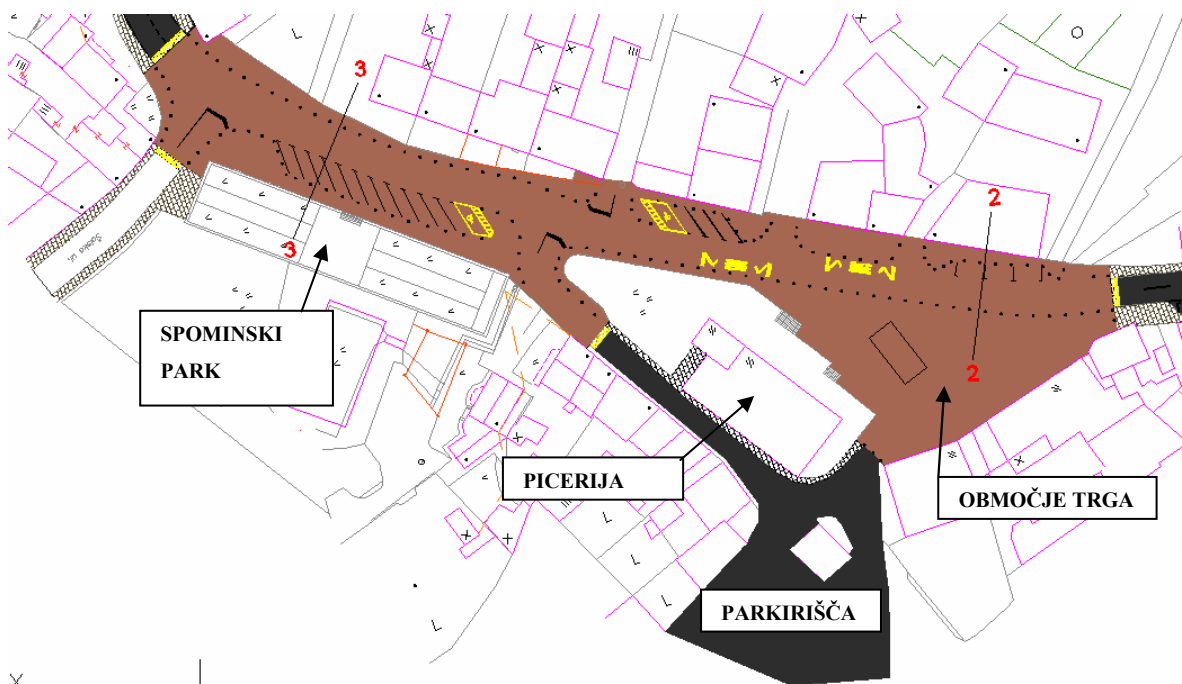 3
3
2
2
SPOMINSKI
PARK
PICERIJA
OBMOČJE TRGA
PARKIRIŠČA